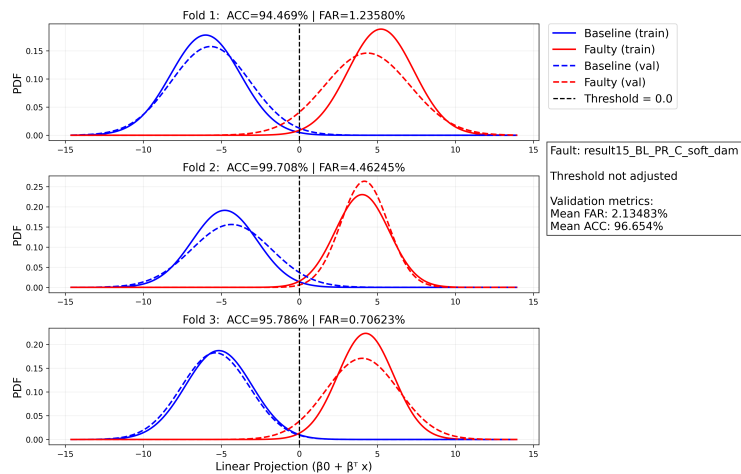 Fold 1:  ACC=94.469% | FAR=1.23580%
PDF
0.15
0.10
0.05
0.00
−15
−10
−5
0
5
10
15
Baseline (train)
Faulty (train)
Baseline (val)
Faulty (val)
Threshold = 0.0
Fault: result15_BL_PR_C_soft_dam
Threshold not adjusted
Validation metrics:
Mean FAR: 2.13483%
Mean ACC: 96.654%
Fold 2:  ACC=99.708% | FAR=4.46245%
PDF
0.25
0.20
0.15
0.10
0.05
0.00
−15
−10
−5
0
5
10
15
Fold 3:  ACC=95.786% | FAR=0.70623%
PDF
0.20
0.15
0.10
0.05
0.00
−15
−10
−5
0
5
10
15
Linear Projection (β0 + βᵀ x)